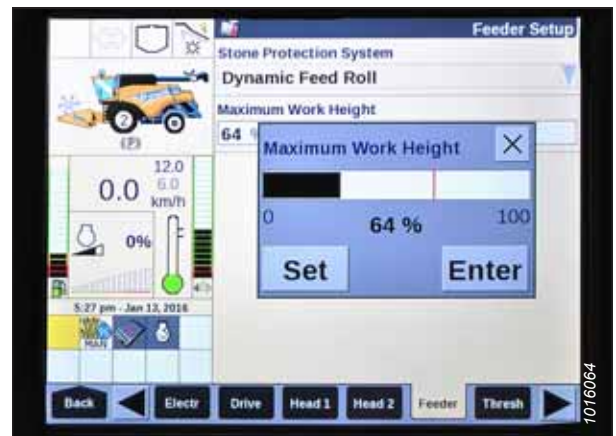 Feeder Setup
Stone Protection System
Dynamic Feed Roll
Maximum Work Height
64 %
Maximum Work Height
0
64 %
100
Set
Enter
2
(P)
12.0
0.0
6.0
km/h
0%
5:27 pm - Jan 13, 2016
MAN
Back
Electr
Drive
Head 1
Head 2
Feeder
Thresh
1016064